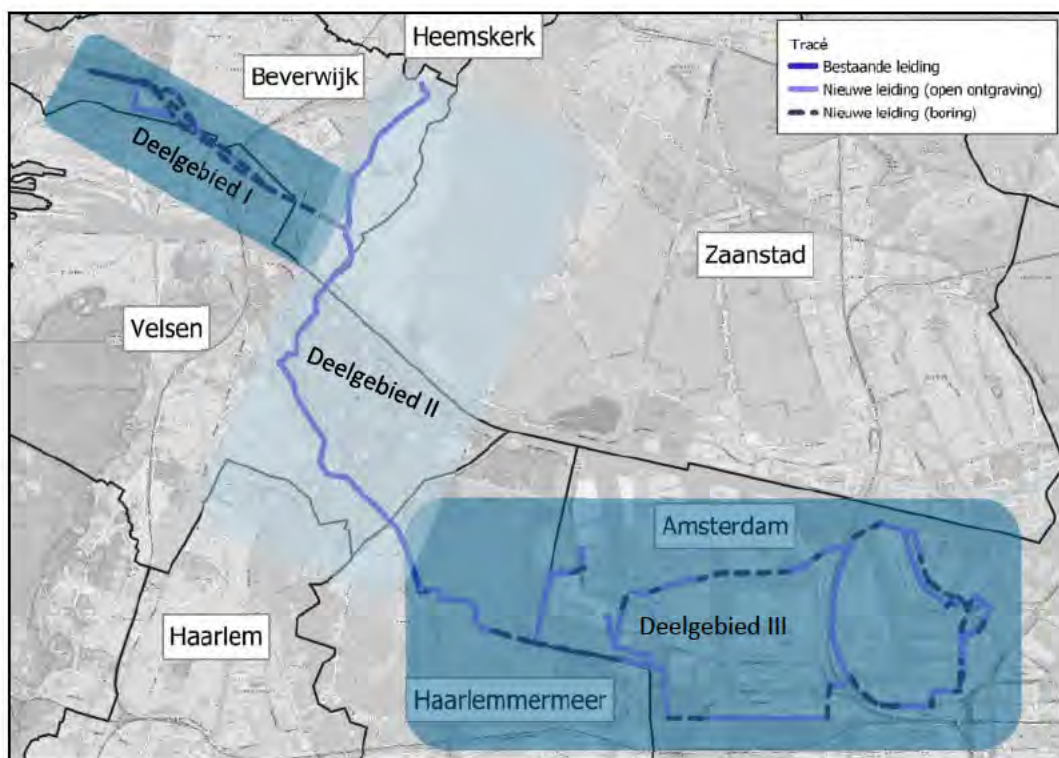 Heemskerk
Beverwijk
Tracé
Bestaande leiding
Nieuwe leiding (open ontgraving)
Nieuwe leiding (boring)
Deelgebied I
Zaanstad
Velsen
Deelgebied II
Amsterdam
Haarlem
Deelgebied III
Haarlemmermeer